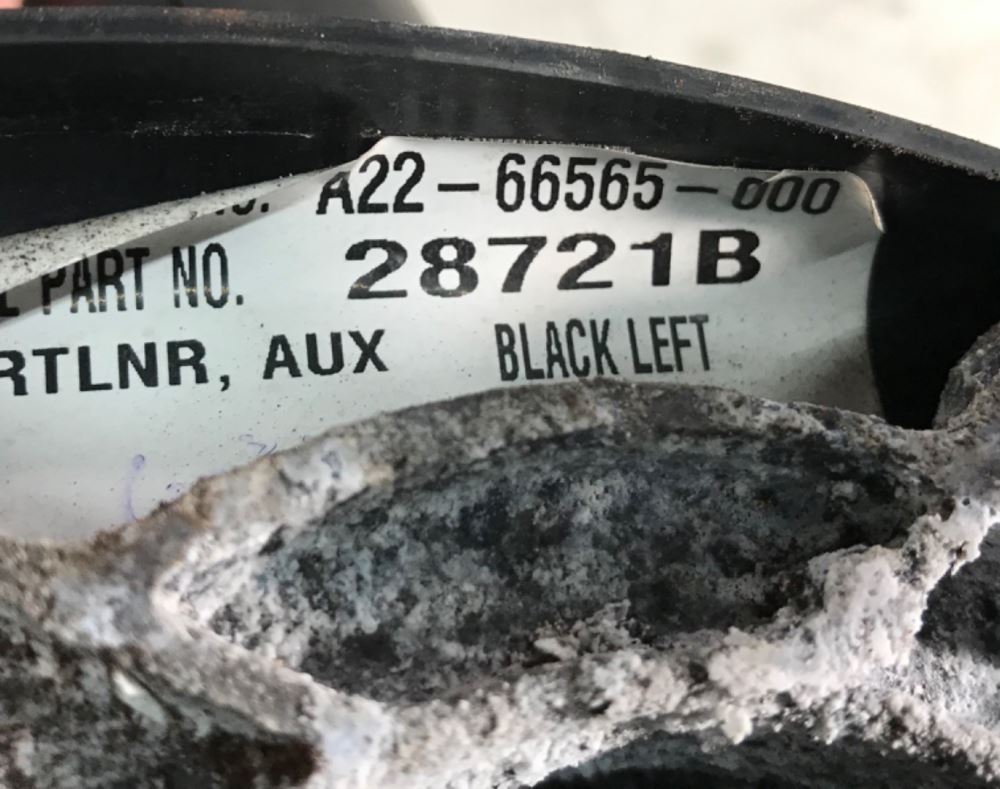 A22-66565-000
PART NO. 28721B
RTLNR, AUX BLACK LEFT